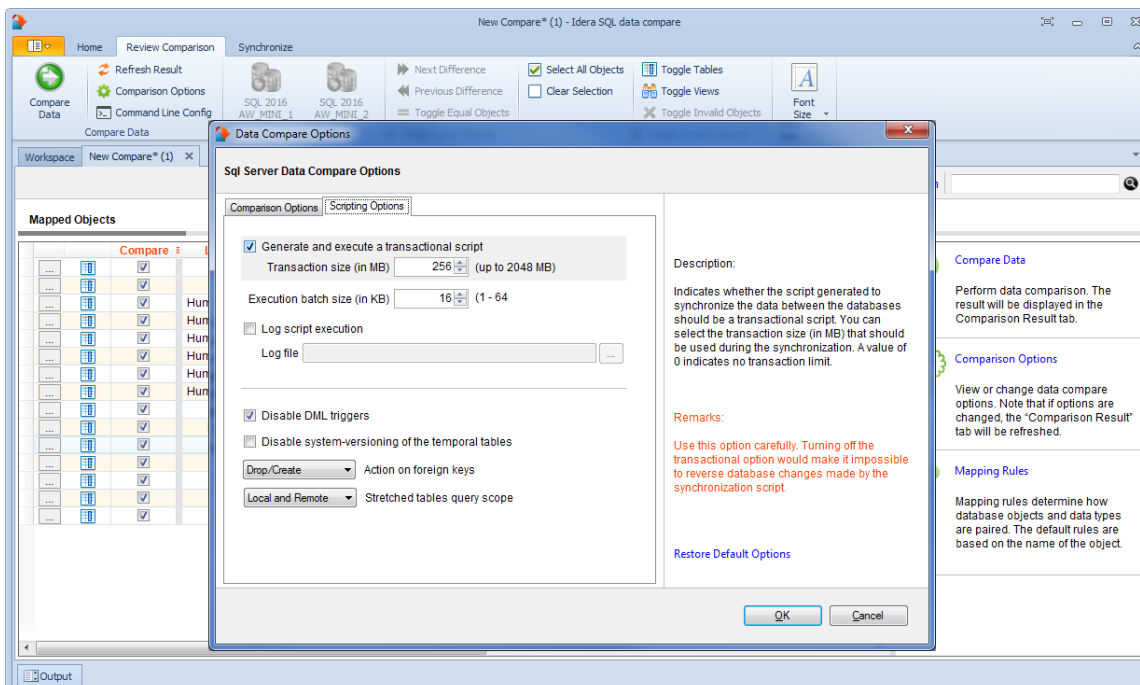 New Compare* (1) - Idera SQL data compare
Home
Review Comparison
Synchronize
Compare
Data
Refresh Result
Comparison Options
Command Line Config
Compare Data
SQL 2016
AW_MINI_1
SQL 2016
AW_MINI_2
Next Difference
Previous Difference
Toggle Equal Objects
Select All Objects
Clear Selection
Toggle Tables
Toggle Views
Toggle Invalid Objects
Font
Size
Workspace
New Compare* (1)
Mapped Objects
Compare
Hum
Hum
Hum
Hum
Hum
Hum
Data Compare Options
Sql Server Data Compare Options
Comparison Options
Scripting Options
Generate and execute a transactional script
Transaction size (in MB) 256 (up to 2048 MB)
Execution batch size (in KB) 16 (1 - 64
Log script execution
Log file ...
Disable DML triggers
Disable system-versioning of the temporal tables
Drop/Create Action on foreign keys
Local and Remote Stretched tables query scope
Description:
Indicates whether the script generated to
synchronize the data between the databases
should be a transactional script. You can
select the transaction size (in MB) that should
be used during the synchronization. A value of
0 indicates no transaction limit.
Remarks:
Use this option carefully. Turning off the
transactional option would make it impossible
to reverse database changes made by the
synchronization script.
Restore Default Options
OK
Cancel
Compare Data
Perform data comparison. The
result will be displayed in the
Comparison Result tab.
Comparison Options
View or change data compare
options. Note that if options are
changed, the “Comparison Result”
tab will be refreshed.
Mapping Rules
Mapping rules determine how
database objects and data types
are paired. The default rules are
based on the name of the object.
Output